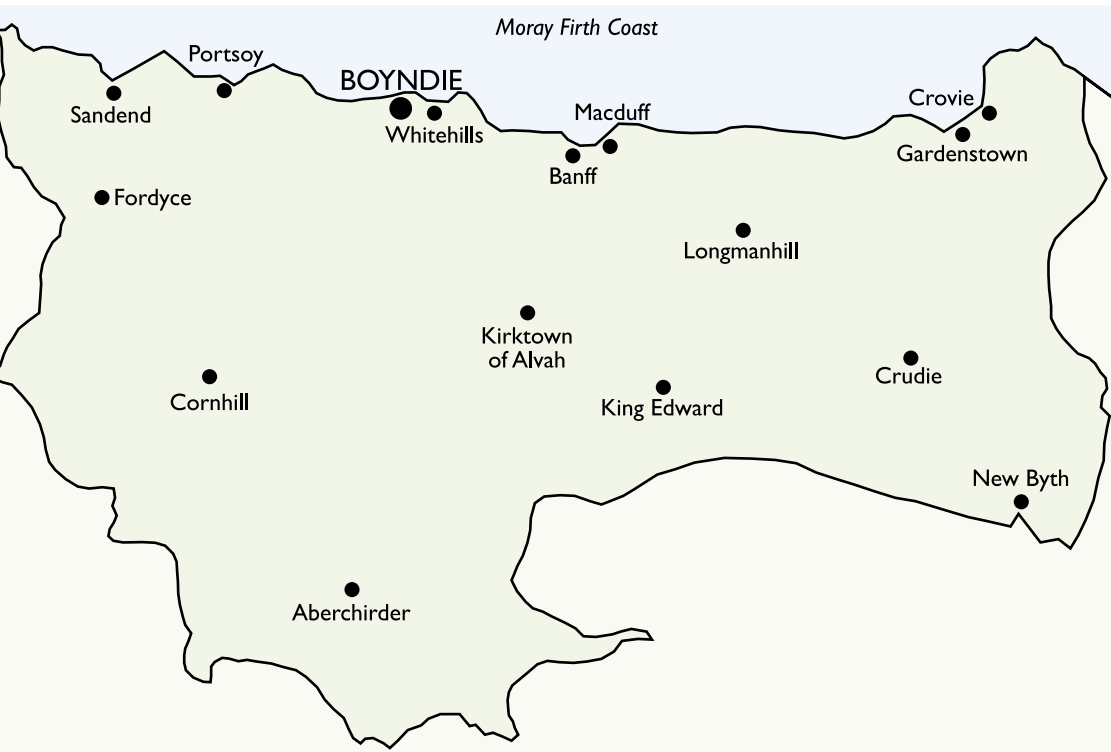 Moray Firth Coast
Portsoy
BOYNDIE
Sandend
Whitehills
Macduff
Crovie
Gardenstown
Banff
Fordyce
Longmanhill
Kirktown
of Alvah
Crudie
Cornhill
King Edward
New Byth
Aberchirder